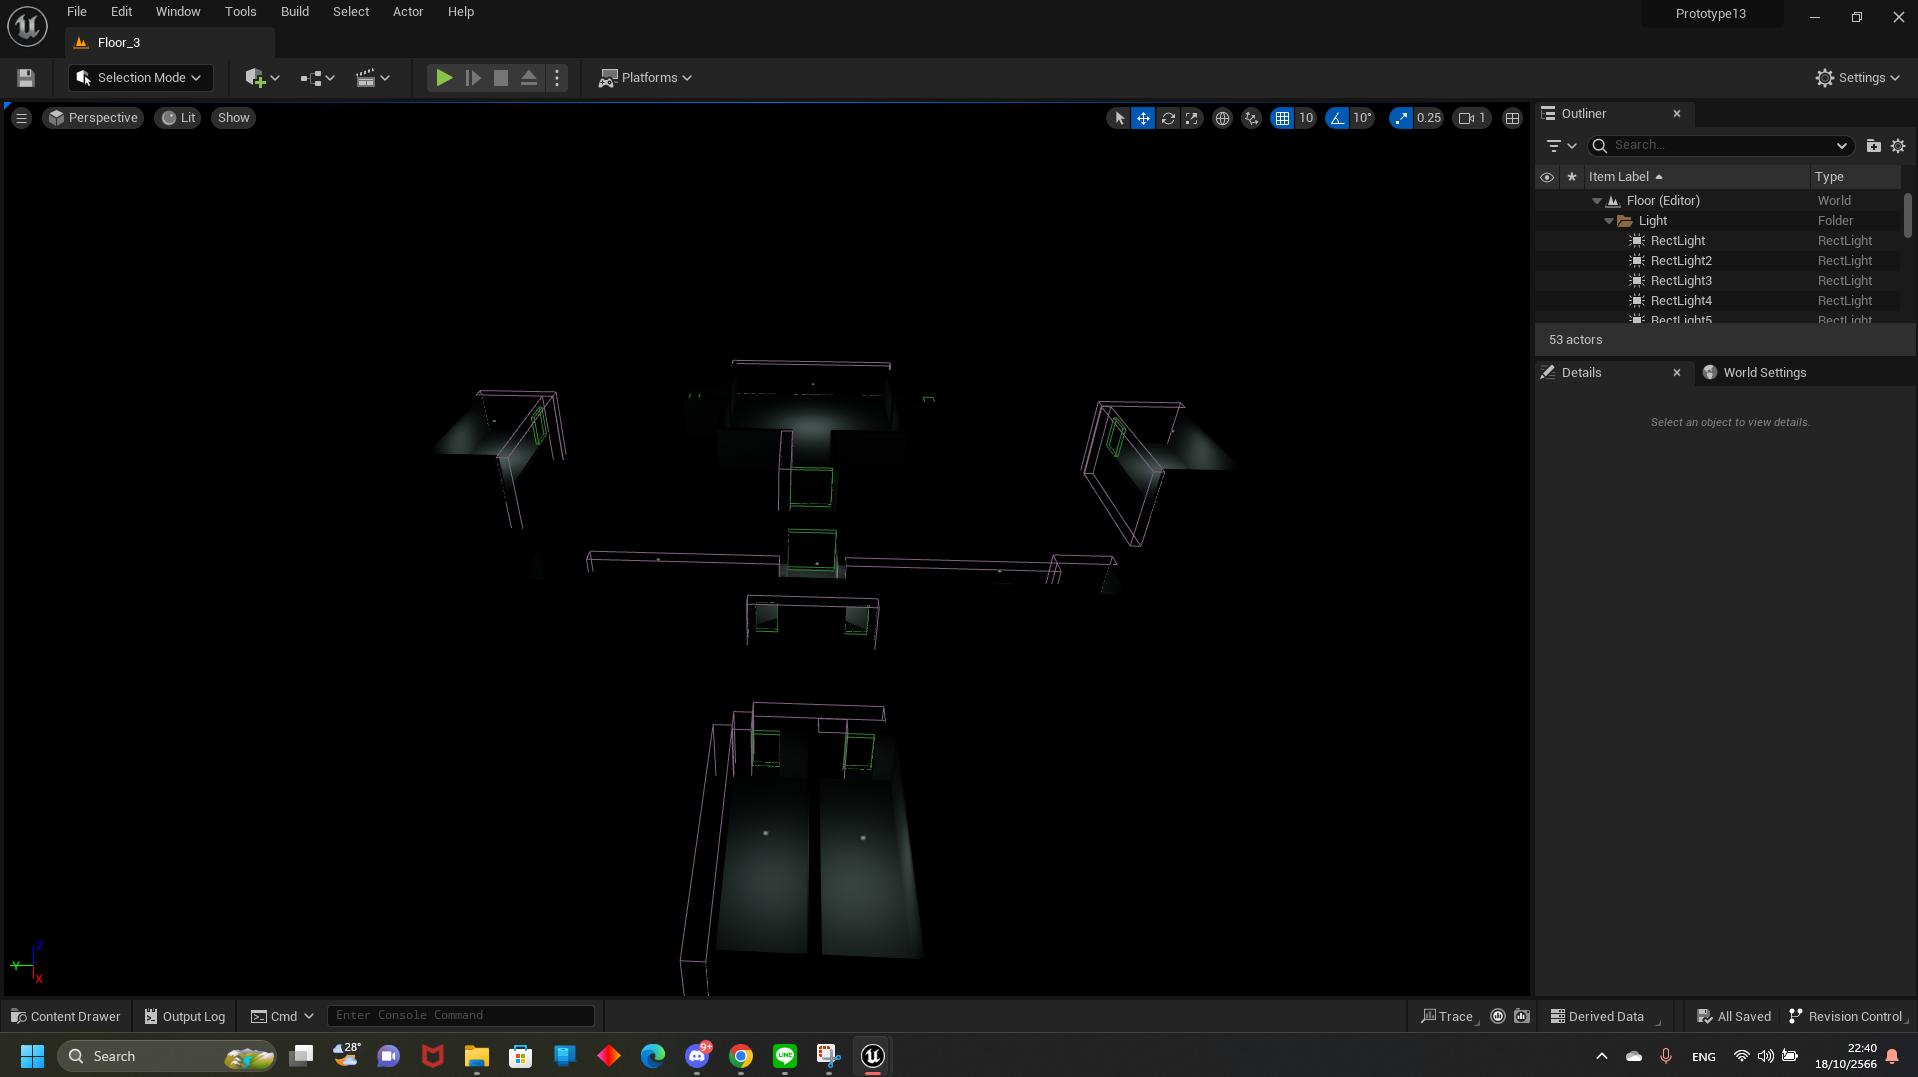 File Edit Window Tools Build Select Actor Help
Prototype13
Floor_3
Selection Mode
Platforms
Settings
Perspective Lit Show
10 10° 0.25 1
Outliner
Search...
Item Label Type
Floor (Editor) World
Light Folder
RectLight RectLight
RectLight2 RectLight
RectLight3 RectLight
RectLight4 RectLight
RectLight5 RectLight
53 actors
Details World Settings
Select an object to view details.
Z
Y
X
Content Drawer Output Log Cmd Enter Console Command Trace Derived Data All Saved Revision Control
Search 28° 9+ LINE ENG 22:40
18/10/2566